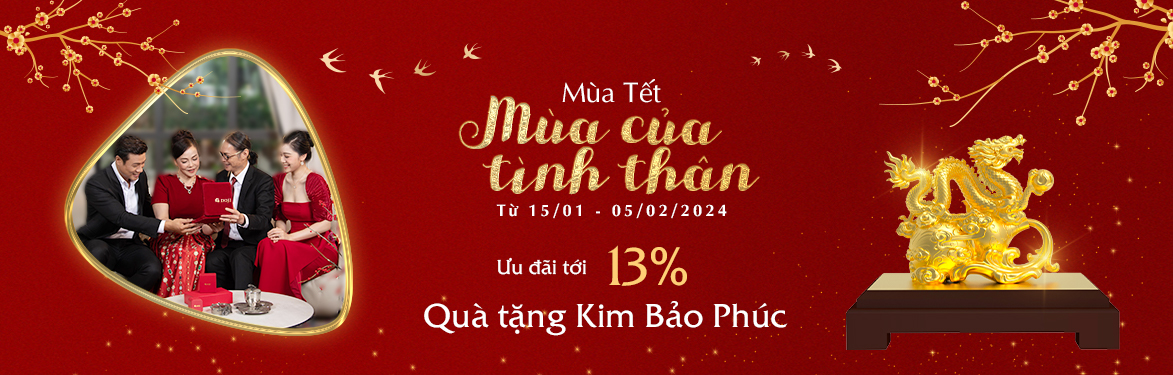 Mùa Tết
Mùa của
tình thân
Từ 15/01 - 05/02/2024
Ưu đãi tới 13%
Quà tặng Kim Bảo Phúc
DOJI